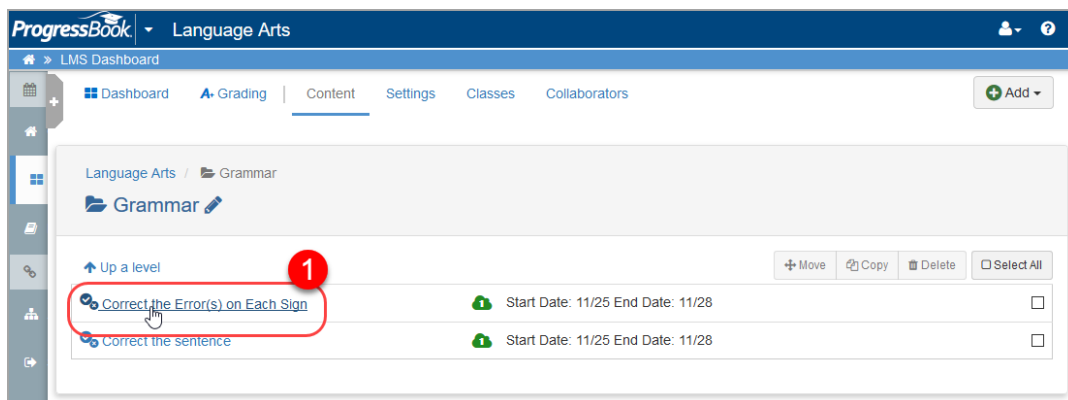 ProgressBook Language Arts
» LMS Dashboard
Dashboard A+ Grading | Content Settings Classes Collaborators Add
Language Arts / Grammar
Grammar
Up a level 1 Move Copy Delete Select All
Correct the Error(s) on Each Sign 1 Start Date: 11/25 End Date: 11/28
Correct the sentence 1 Start Date: 11/25 End Date: 11/28